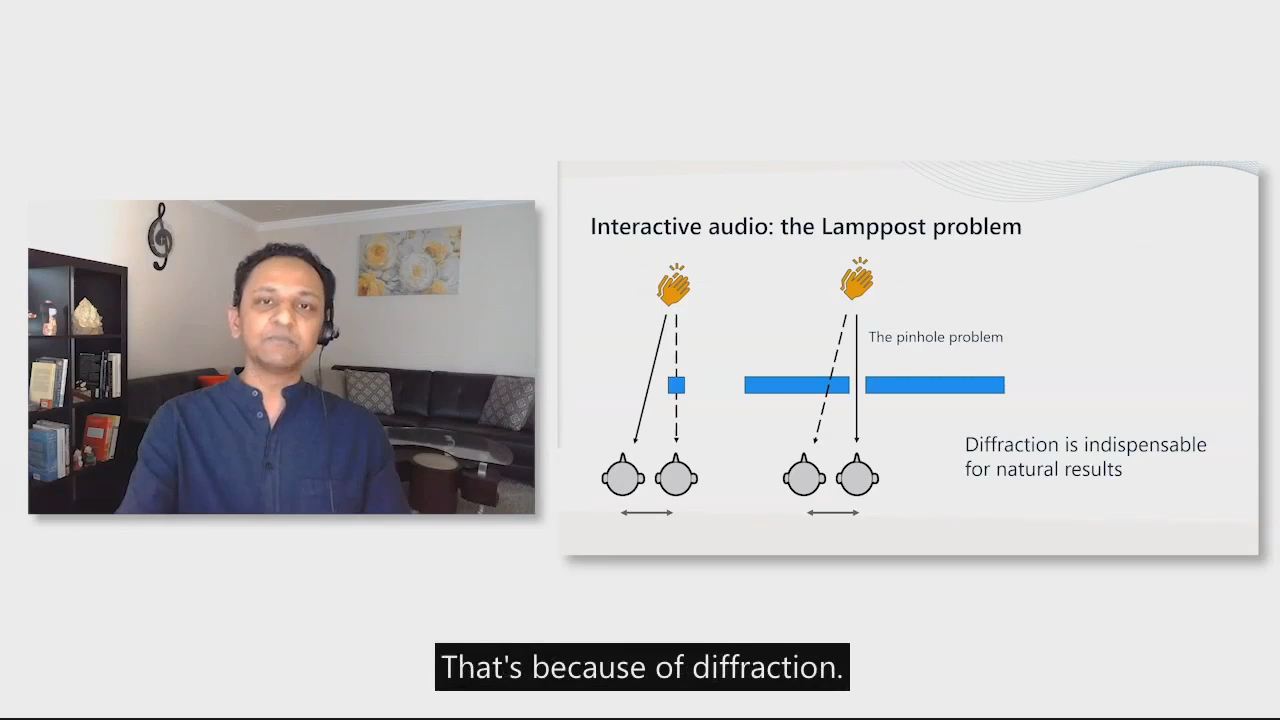 Interactive audio: the Lamppost problem
The pinhole problem
Diffraction is indispensable
for natural results
That's because of diffraction.